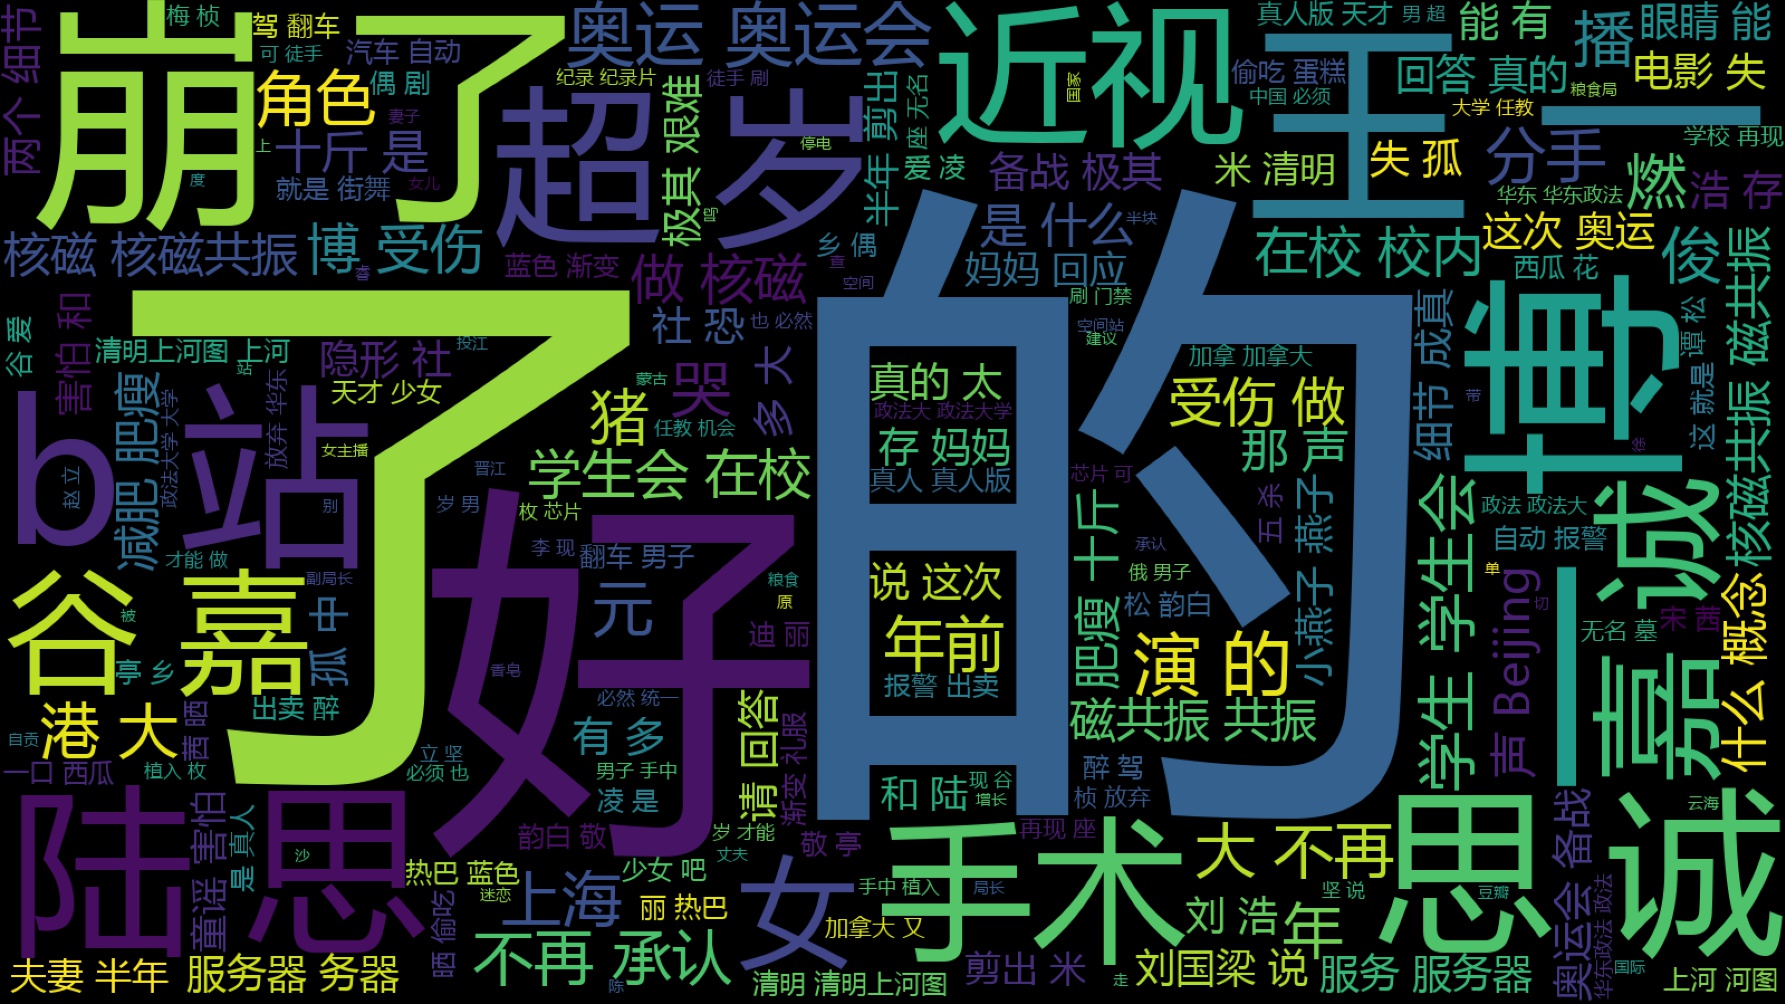 崩了
的
了
好
b站
超 岁
近视
王一
博
奥运 奥运会
陆思
思诚
嘉诚
谷 嘉
手术
女
梅 桢
驾 翻车
可 徒手
汽车 自动
角色
偶 剧
妻子
十斤 是
就是 街舞
女儿
上
度
两个 细节
纪录 纪录片
徒手 刷
极其 艰难
停电
剪出
半年
座 无名
爱 凌
国家
真人版 天才
男 超
能 有
播
眼睛 能
偷吃 蛋糕
中国 必须
回答 真的
电影 失
粮食局
大学 任教
学校 再现
备战 极其
米 清明
失 孤
分手
燃
浩 存
华东 华东政法
核磁 核磁共振
博 受伤
蓝色 渐变
做 核磁
乡 偶
空间
是 什么
半块
妈妈 回应
在校 校内
这次 奥运
西瓜 花
俊
刷 门禁
空间站
建议
社 恐
也 必然
谷 爱
害怕 和
清明上河图 上河
站
隐形 社
投江
天才 少女
蒙古
猪
哭
多 大
任教 机会
真的 太
政法大 政法大学
存 妈妈
真人 真人版
加拿 加拿大
受伤 做
那 声
细节 成真
带
谭 松
这 就是
磁共振
核磁共振
减肥 肥瘦
政法大学 大学
放弃 华东
女主播
赵 立
别
晋江
岁 男
学生会 在校
枚 芯片
芯片 可
五 杀
小燕子 燕子
肥瘦 十斤
学生 学生会
政法 政法大
自动 报警
才能 做
李 现
翻车 男子
承认
俄 男子
松 韵白
说 这次
年前
报警 出卖
粮食
原
元
副局长
被
中
孤
亭 乡
出卖 醉
香皂
迪 丽
必然 统一
演 的
磁共振 共振
声 Beijing
单
切
无名 墓
宋 茜
什么 概念
港 大
自贡
茜 晒
一口 西瓜
植入 枚
立 坚
必须 也
有 多
男子 手中
凌 是
请 回答
渐变 礼服
和 陆
现 谷
增长
醉 驾
桢 放弃
云海
童谣 害怕
是 真人
沙
韵白 敬
岁 才能
丈夫
敬 亭
再现 座
大 不再
奥运会 备战
热巴 蓝色
少女 吧
迷恋
上海
丽 热巴
手中 植入
局长
加拿大 又
刘 浩
年
坚 说
豆瓣
夫妻 半年
服务器 务器
晒 偷吃
不再 承认
陈
清明 清明上河图
剪出 米
走
刘国梁 说
服务 服务器
华东政法 政法
国际
上河 河图